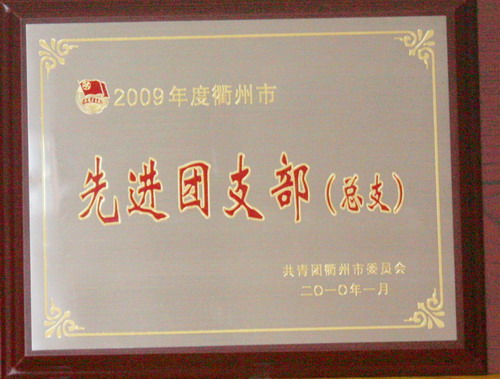 2009年度衢州市
先进团支部(总支)
共青团衢州市委员会
二〇一〇年一月